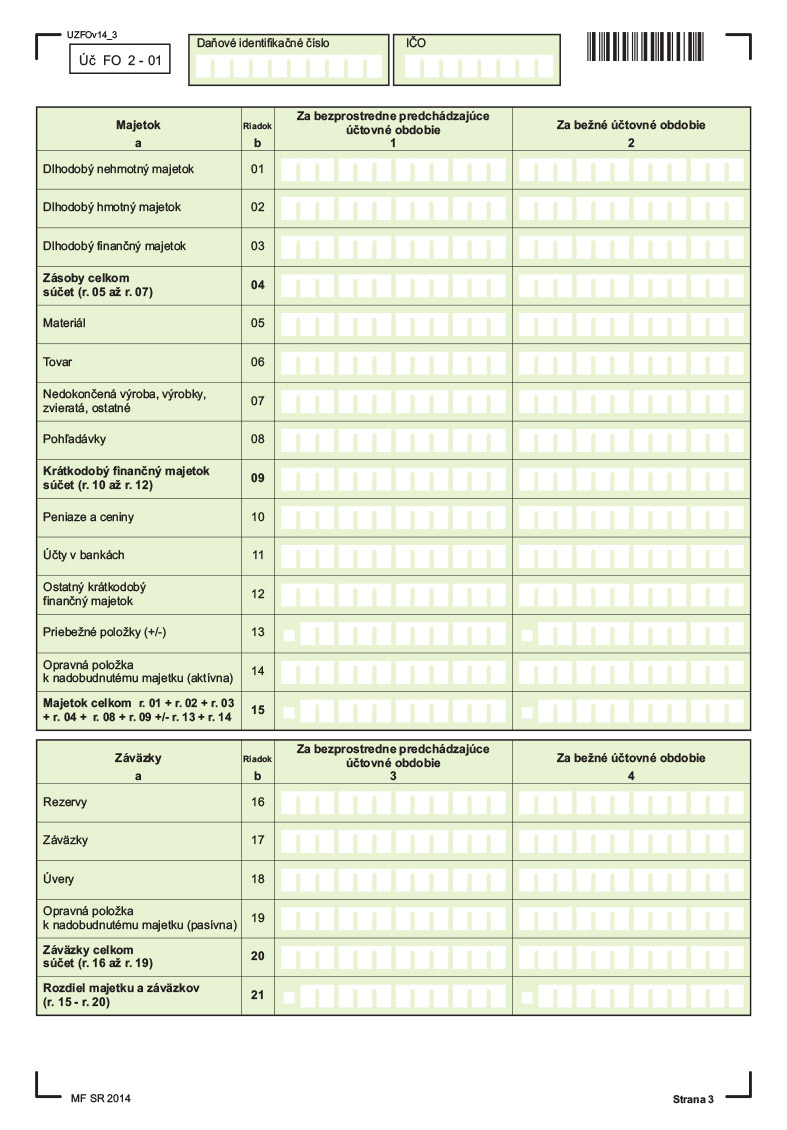 UZFOv14_3
Úč FO 2 - 01
Daňové identifikačné číslo
IČO
Majetok
a
Riadok
b
Za bezprostredne predchádzajúce
účtovné obdobie
1
Za bežné účtovné obdobie
2
Dlhodobý nehmotný majetok 01
Dlhodobý hmotný majetok 02
Dlhodobý finančný majetok 03
Zásoby celkom
súčet (r. 05 až r. 07) 04
Materiál 05
Tovar 06
Nedokončená výroba, výrobky,
zvieratá, ostatné 07
Pohľadávky 08
Krátkodobý finančný majetok
súčet (r. 10 až r. 12) 09
Peniaze a ceniny 10
Účty v bankách 11
Ostatný krátkodobý
finančný majetok 12
Priebežné položky (+/-) 13
Opravná položka
k nadobudnutému majetku (aktívna) 14
Majetok celkom r. 01 + r. 02 + r. 03
+ r. 04 + r. 08 + r. 09 +/- r. 13 + r. 14 15
Záväzky
a
Riadok
b
Za bezprostredne predchádzajúce
účtovné obdobie
3
Za bežné účtovné obdobie
4
Rezervy 16
Záväzky 17
Úvery 18
Opravná položka
k nadobudnutému majetku (pasívna) 19
Záväzky celkom
súčet (r. 16 až r. 19) 20
Rozdiel majetku a záväzkov
(r. 15 - r. 20) 21
MF SR 2014
Strana 3